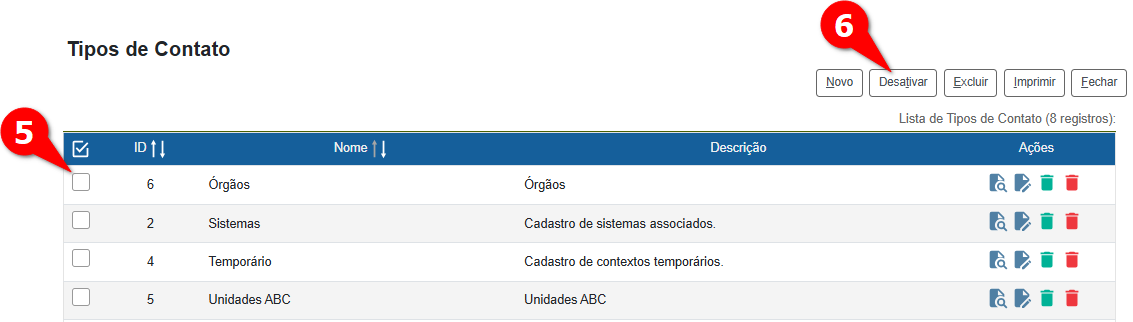 6
Tipos de Contato
Novo Desativar Excluir Imprimir Fechar
Lista de Tipos de Contato (8 registros):
5
ID Nome Descrição Ações
6 Órgãos Órgãos
2 Sistemas Cadastro de sistemas associados.
4 Temporário Cadastro de contextos temporários.
5 Unidades ABC Unidades ABC